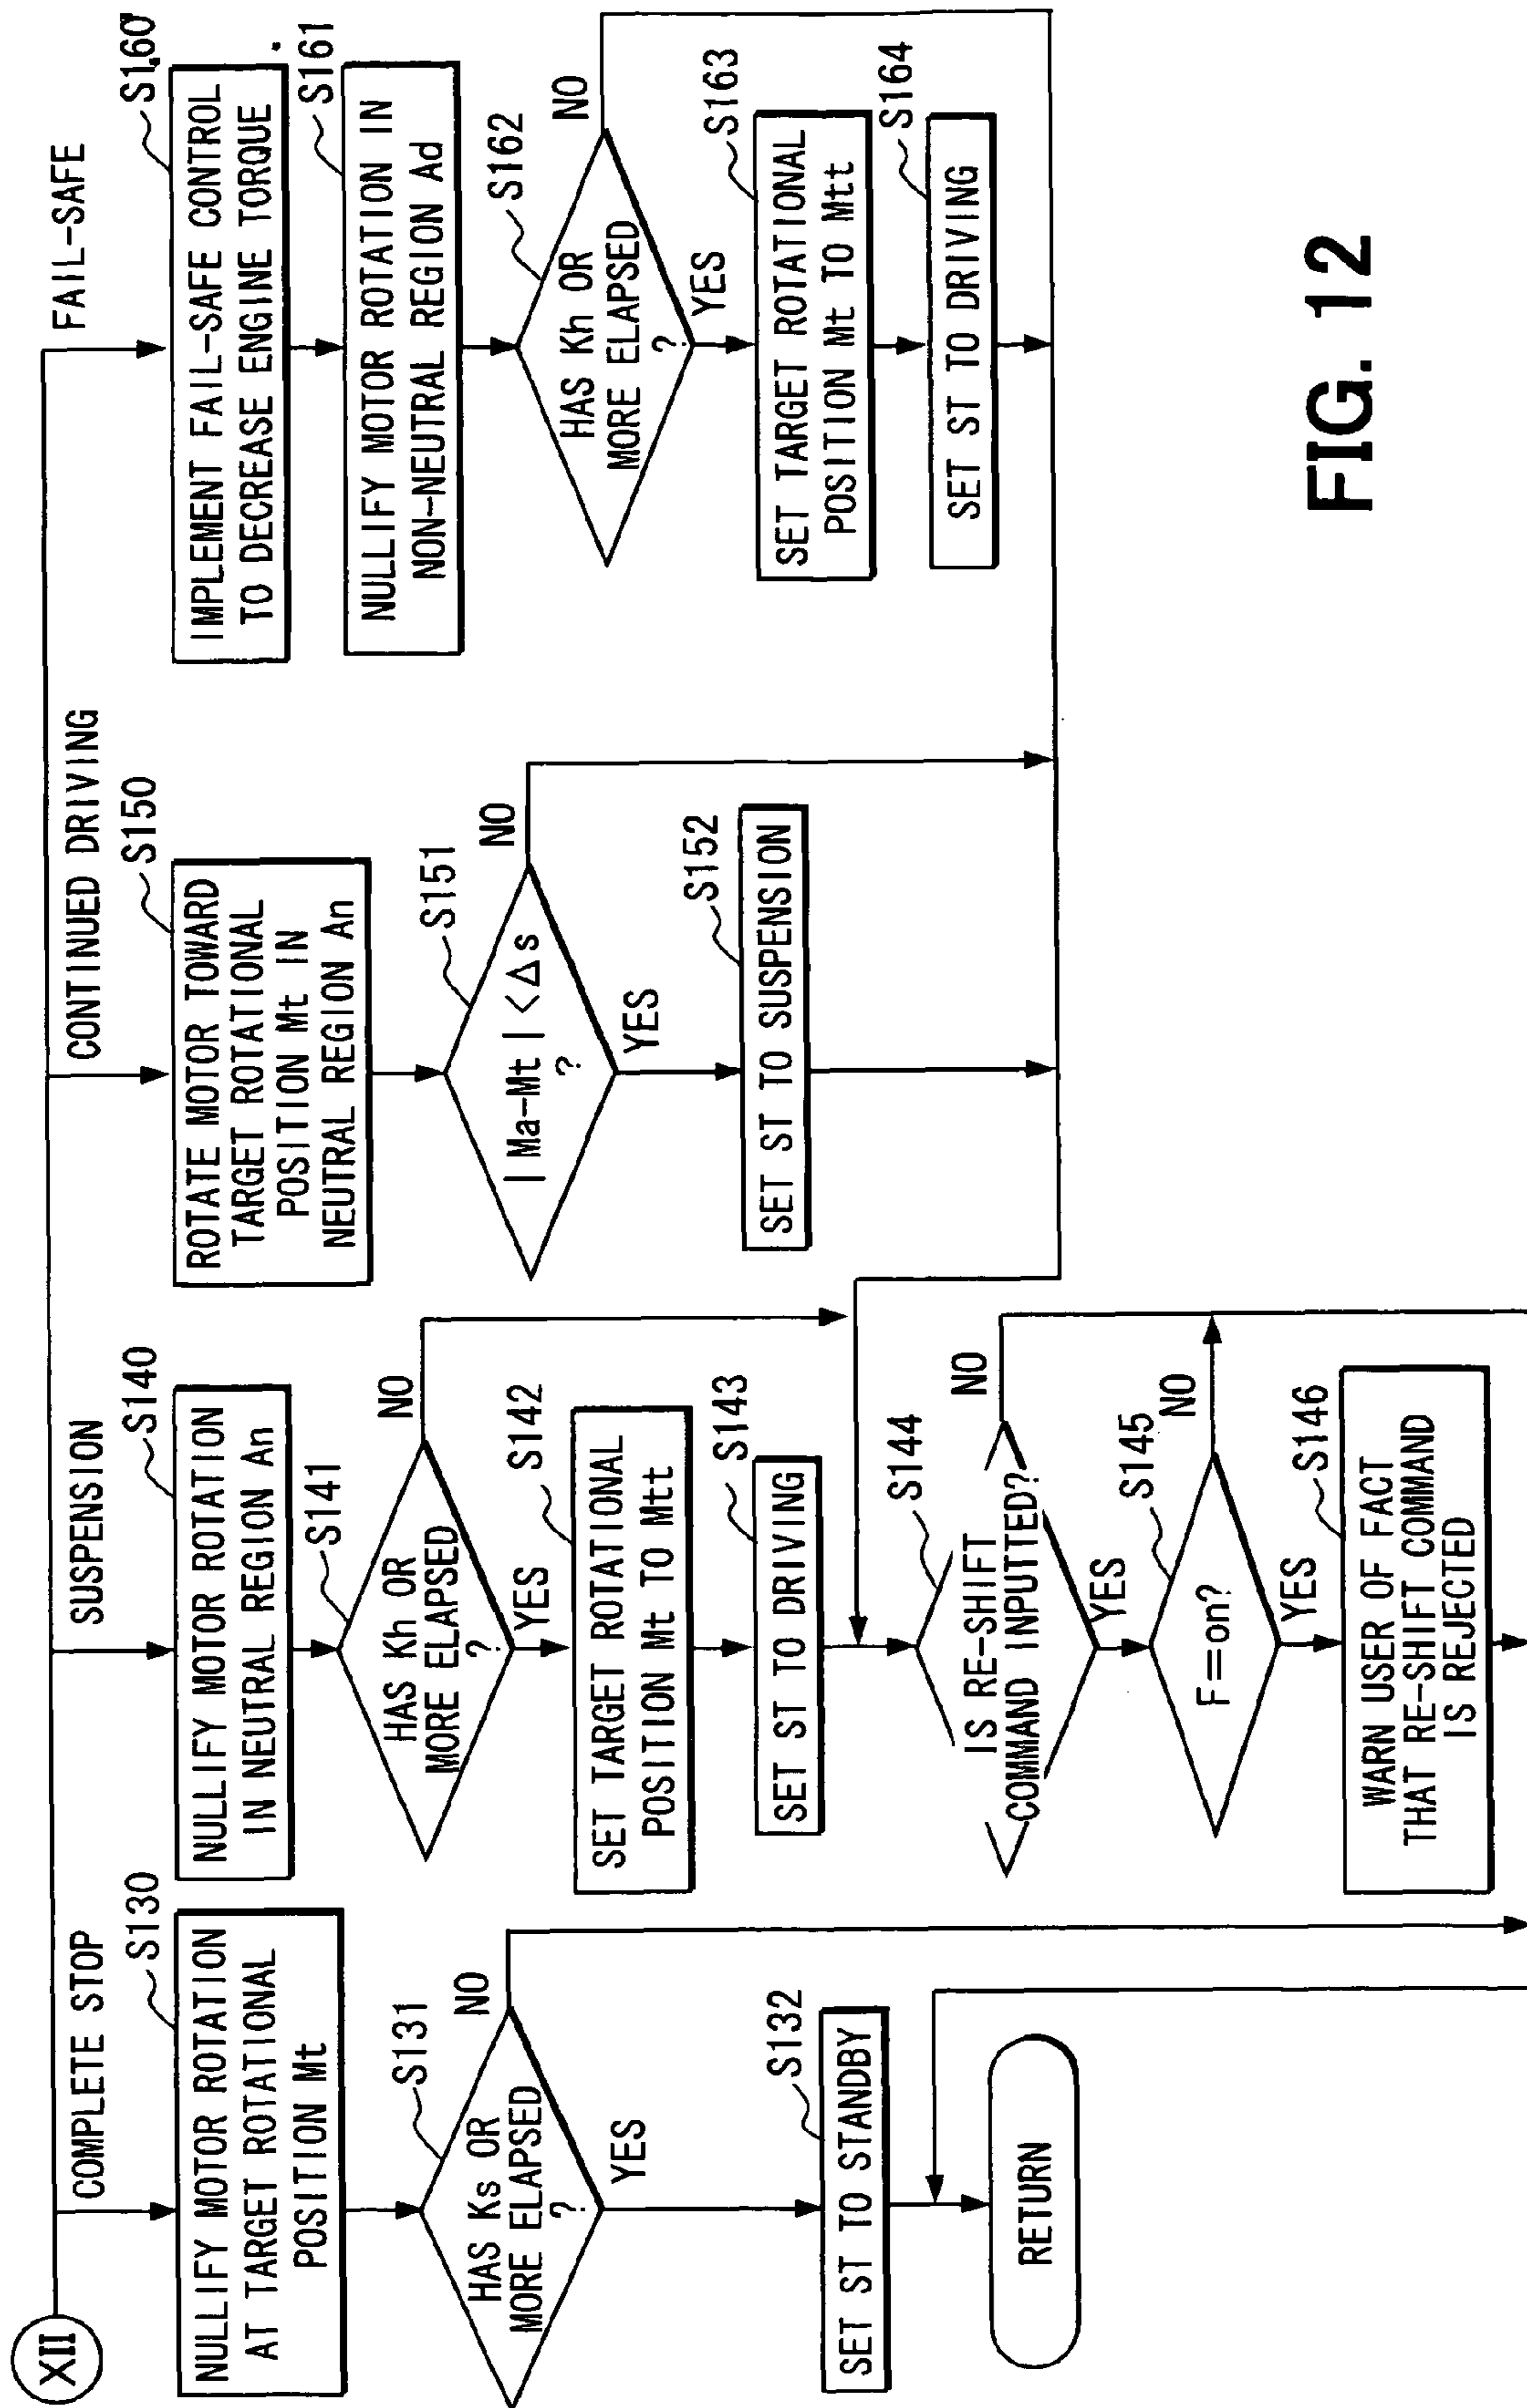 XII
COMPLETE STOP
S130
NULLIFY MOTOR ROTATION
AT TARGET ROTATIONAL
POSITION Mt
S131
HAS Ks OR
MORE ELAPSED
?
NO
YES
S132
SET ST TO STANDBY
RETURN
SUSPENSION
S140
NULLIFY MOTOR ROTATION
IN NEUTRAL REGION An
S141
HAS Kh OR
MORE ELAPSED
?
NO
YES
S142
SET TARGET ROTATIONAL
POSITION Mt TO Mtt
S143
SET ST TO DRIVING
S144
IS RE-SHIFT
COMMAND INPUTTED?
NO
YES
S145
F=on?
NO
YES
S146
WARN USER OF FACT
THAT RE-SHIFT COMMAND
IS REJECTED
CONTINUED DRIVING
S150
ROTATE MOTOR TOWARD
TARGET ROTATIONAL
POSITION Mt IN
NEUTRAL REGION An
S151
|Ma-Mt|<Δs
?
NO
YES
S152
SET ST TO SUSPENSION
FAIL-SAFE
S160
IMPLEMENT FAIL-SAFE CONTROL
TO DECREASE ENGINE TORQUE
S161
NULLIFY MOTOR ROTATION IN
NON-NEUTRAL REGION Ad
S162
HAS Kh OR
MORE ELAPSED
?
NO
YES
S163
SET TARGET ROTATIONAL
POSITION Mt TO Mtt
S164
SET ST TO DRIVING
FIG. 12